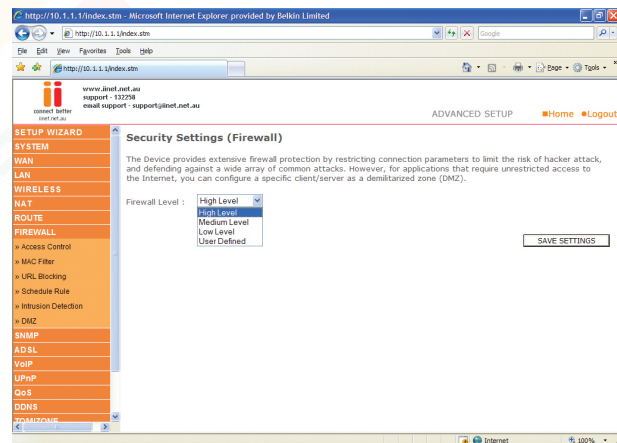 http://10.1.1.1/index.stm - Microsoft Internet Explorer provided by Belkin Limited
http://10.1.1.1/index.stm
Google
File Edit View Favorites Tools Help
http://10.1.1.1/index.stm
Page Tools
www.iinet.net.au
support - 132258
email support - support@iinet.net.au
connect better
iinet.net.au
ADVANCED SETUP
Home
Logout
SETUP WIZARD
SYSTEM
WAN
LAN
WIRELESS
NAT
ROUTE
FIREWALL
» Access Control
» MAC Filter
» URL Blocking
» Schedule Rule
» Intrusion Detection
» DMZ
SNMP
ADSL
VoIP
UPnP
QoS
DDNS
TOMIZONE
Security Settings (Firewall)
The Device provides extensive firewall protection by restricting connection parameters to limit the risk of hacker attack,
and defending against a wide array of common attacks. However, for applications that require unrestricted access to
the Internet, you can configure a specific client/server as a demilitarized zone (DMZ).
Firewall Level : High Level
High Level
Medium Level
Low Level
User Defined
SAVE SETTINGS
Internet
100%